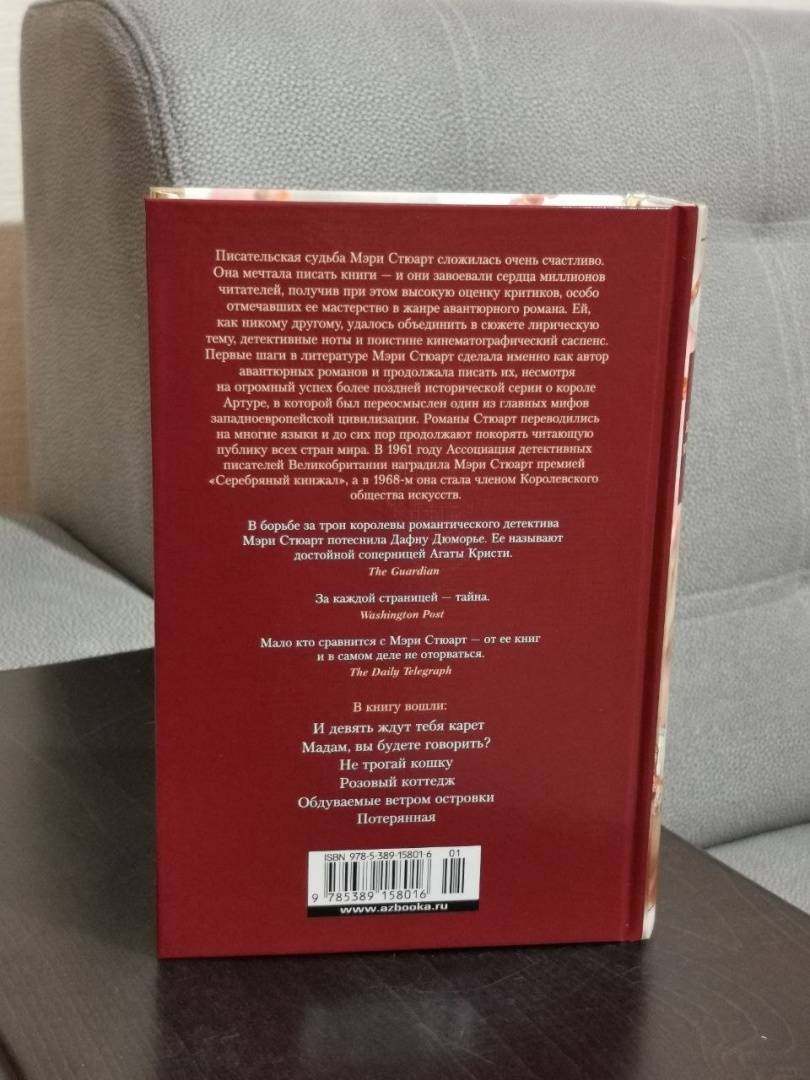 Писательская судьба Мэри Стюарт сложилась очень счастливо.
Она мечтала писать книги — и они завоевали сердца миллионов
читателей, получив при этом высокую оценку критиков, особо
отмечавших ее мастерство в жанре авантюрного романа. Ей,
как никому другому, удалось объединить в сюжете лирическую
тему, детективные ноты и поистине кинематографический саспенс.
Первые шаги в литературе Мэри Стюарт сделала именно как автор
авантюрных романов и продолжала писать их, несмотря
на огромный успех более поздней исторической серии о короле
Артуре, в которой был переосмыслен один из главных мифов
западноевропейской цивилизации. Романы Стюарт переводились
на многие языки и до сих пор продолжают покорять читающую
публику всех стран мира. В 1961 году Ассоциация детективных
писателей Великобритании наградила Мэри Стюарт премией
«Серебряный кинжал», а в 1968-м она стала членом Королевского
общества искусств.
В борьбе за трон королевы романтического детектива
Мэри Стюарт потеснила Дафну Дюморье. Ее называют
достойной соперницей Агаты Кристи.
The Guardian
За каждой страницей — тайна.
Washington Post
Мало кто сравнится с Мэри Стюарт — от ее книг
и в самом деле не оторваться.
The Daily Telegraph
В книгу вошли:
И девять ждут тебя карет
Мадам, вы будете говорить?
Не трогай кошку
Розовый коттедж
Обдуваемые ветром островки
Потерянная
ISBN 978-5-389-15801-6 01
9 785389 158016
www.azbooka.ru